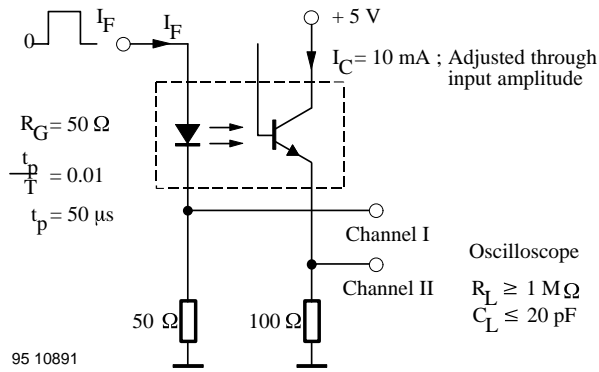 0
I_F
I_F
+ 5 V
I_C = 10 mA ; Adjusted through
input amplitude
R_G = 50 Ω
t_p
T
= 0.01
t_p = 50 μs
Channel I
Channel II
50 Ω
100 Ω
Oscilloscope
R_L ≥ 1 MΩ
C_L ≤ 20 pF
95 10891